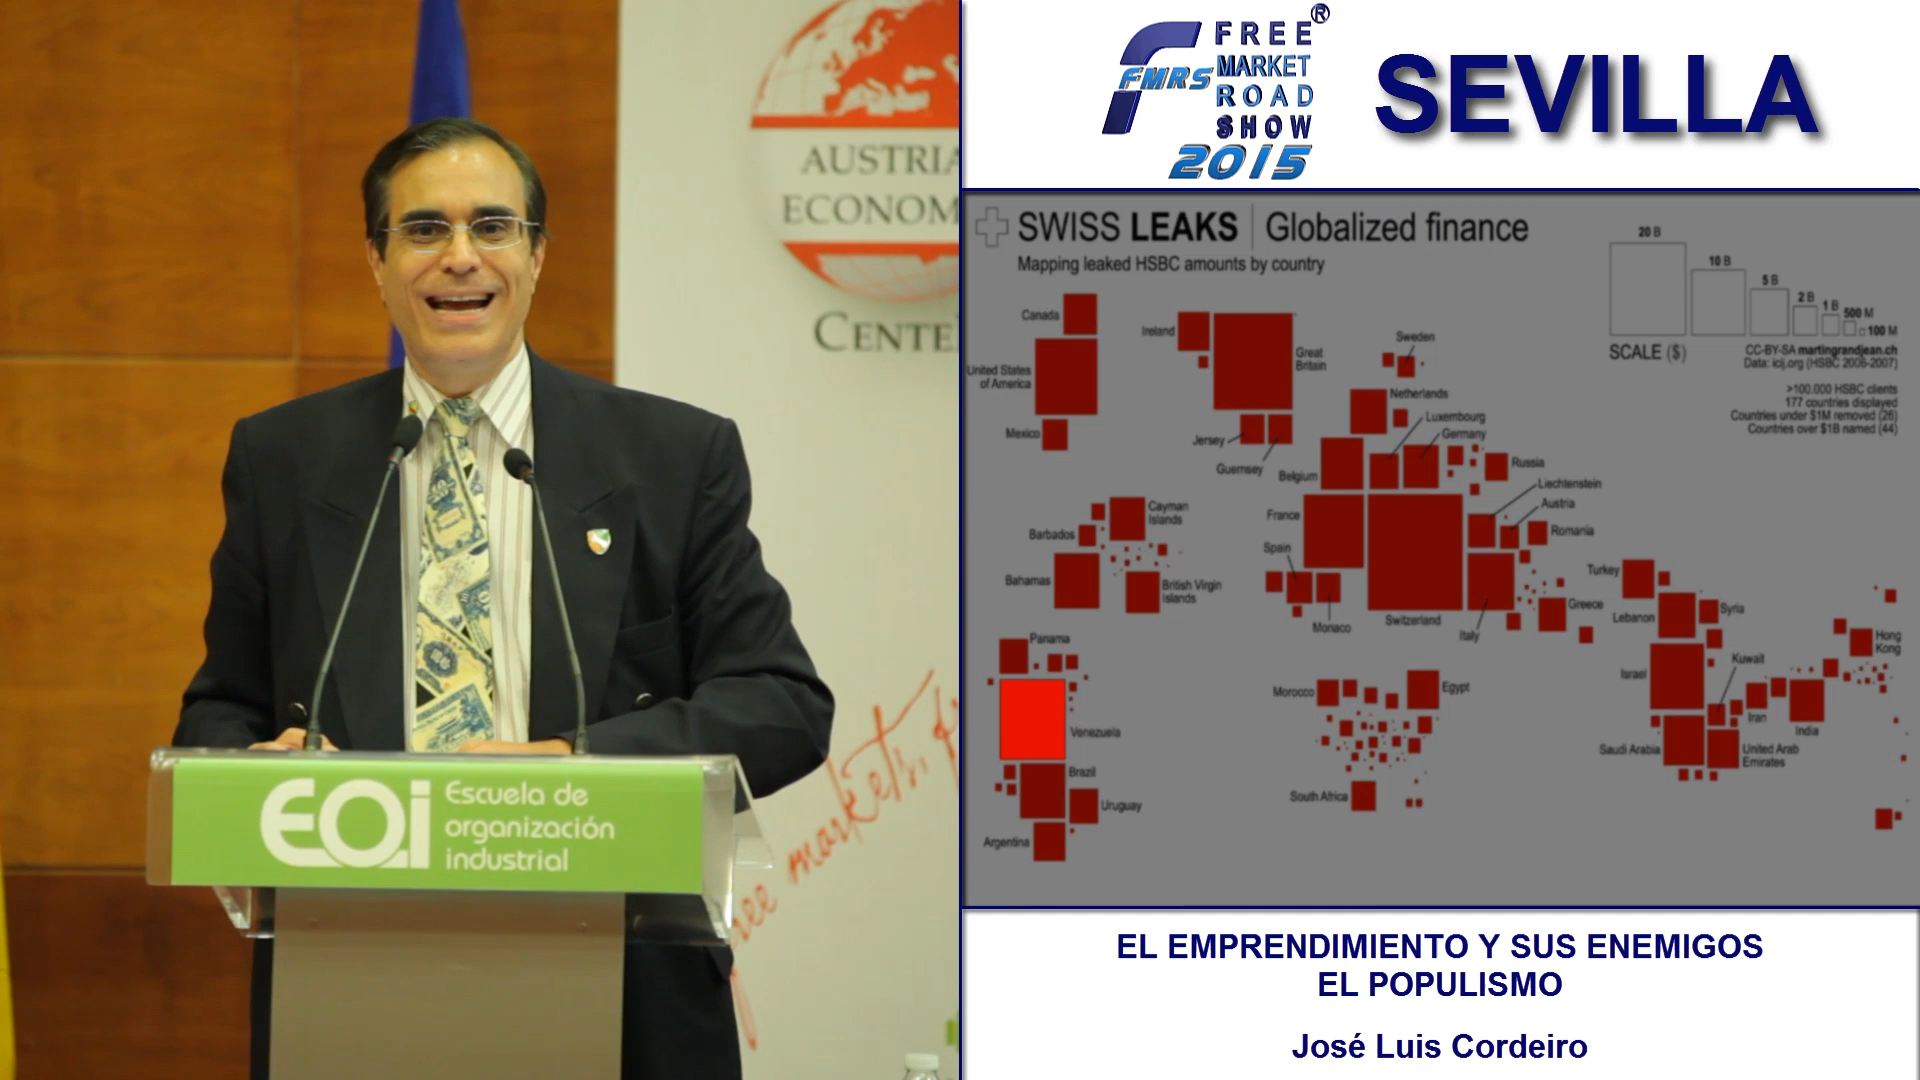 AUSTRIA
ECONOM
CENTE
free markets, f
EOi
Escuela de
organización
industrial
FREE®
MARKET
ROAD
SHOW
FMRS
2015
SEVILLA
SWISS LEAKS | Globalized finance
Mapping leaked HSBC amounts by country
20 B
10 B
5 B
2 B
1 B
500 M
100 M
SCALE ($)
CC-BY-SA martingrandjean.ch
Data: icij.org (HSBC 2006-2007)
>100.000 HSBC clients
177 countries displayed
Countries under $1M removed (26)
Countries over $1B named (44)
Canada
United States
of America
Mexico
Ireland
Great
Britain
Jersey
Guernsey
Sweden
Netherlands
Luxembourg
Germany
Belgium
Russia
Liechtenstein
Austria
Romania
France
Spain
Monaco
Switzerland
Italy
Greece
Cayman
Islands
Barbados
Bahamas
British Virgin
Islands
Turkey
Lebanon
Syria
Israel
Kuwait
Iran
India
Saudi Arabia
United Arab
Emirates
Hong
Kong
Panama
Venezuela
Brazil
Uruguay
Argentina
Morocco
Egypt
South Africa
EL EMPRENDIMIENTO Y SUS ENEMIGOS
EL POPULISMO
José Luis Cordeiro